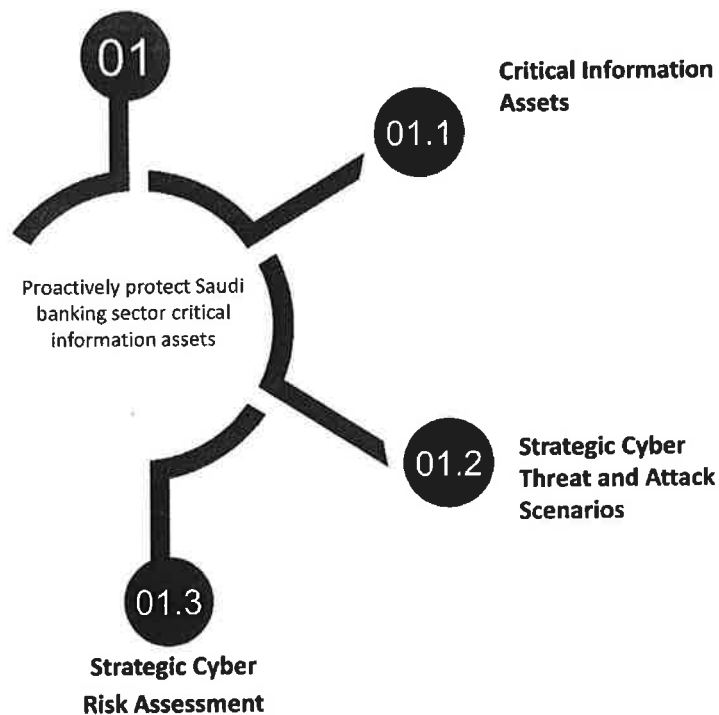 01
Critical Information
Assets
01.1
Proactively protect Saudi
banking sector critical
information assets
01.2
Strategic Cyber
Threat and Attack
Scenarios
01.3
Strategic Cyber
Risk Assessment